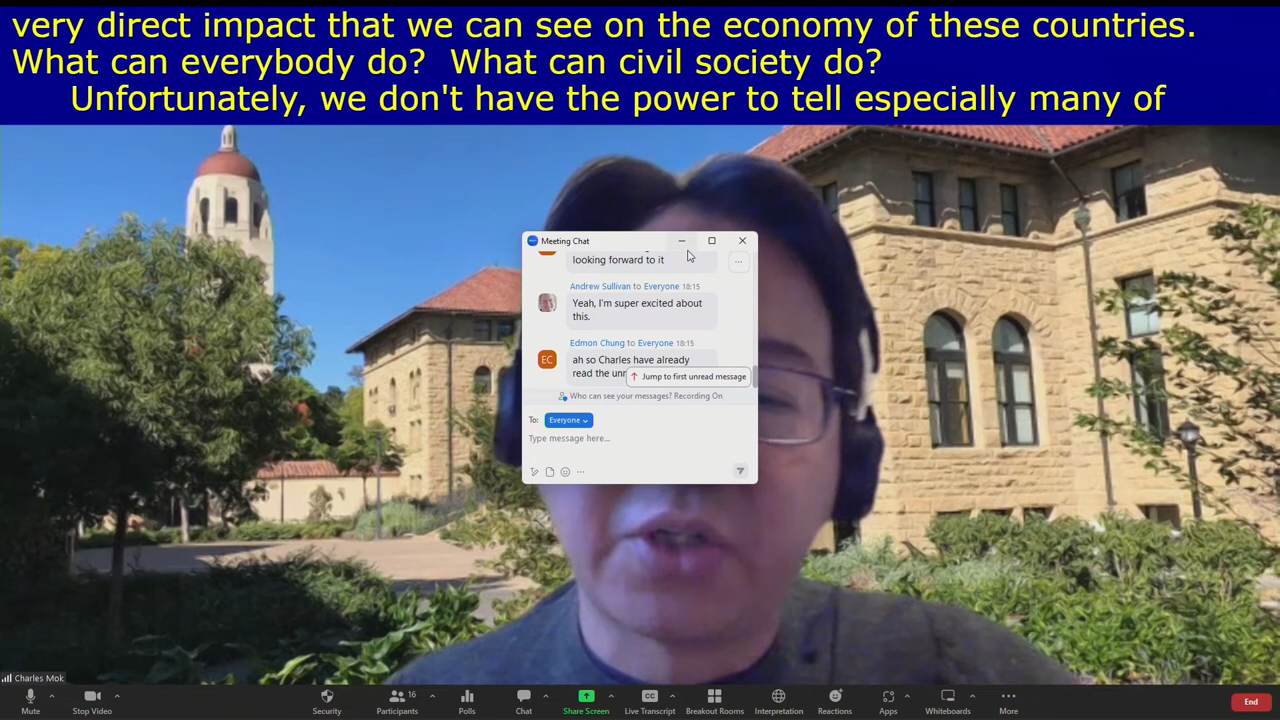 very direct impact that we can see on the economy of these countries.
What can everybody do?  What can civil society do?
Unfortunately, we don't have the power to tell especially many of
Meeting Chat
looking forward to it
Andrew Sullivan to Everyone 18:15
Yeah, I'm super excited about
this.
Edmon Chung to Everyone 18:15
EC
ah so Charles have already
read the
Jump to first unread message
Who can see your messages? Recording On
To: Everyone
Type message here...
Charles Mok
16
Mute
Stop Video
Security
Participants
Polls
Chat
Share Screen
CC
Live Transcript
Breakout Rooms
Interpretation
Reactions
Apps
Whiteboards
More
End